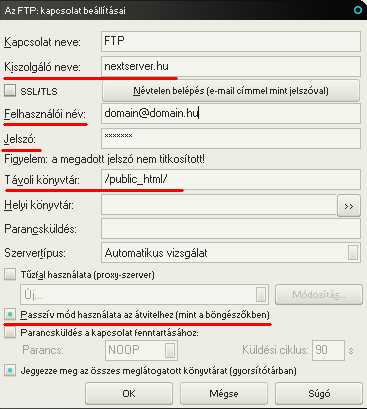 Az FTP: kapcsolat beállításai
Kapcsolat neve: FTP
Kiszolgáló neve: nextserver.hu
SSL/TLS Névtelen belépés (e-mail címmel mint jelszóval)
Felhasználói név: domain@domain.hu
Jelszó: *******
Figyelem: a megadott jelszó nem titkosított!
Távoli könyvtár: /public_html/
Helyi könyvtár: >>
Parancsküldés:
Szervertípus: Automatikus vizsgálat
Tűzfal használata (proxy-server)
Új... Módosítás...
Passzív mód használata az átvitelhez (mint a böngészőkben)
Parancsküldés a kapcsolat fenntartásához:
Parancs: NOOP Küldési ciklus: 90 s
Jegyezze meg az összes meglátogatott könyvtárat (gyorsítótárban)
OK Mégse Súgó